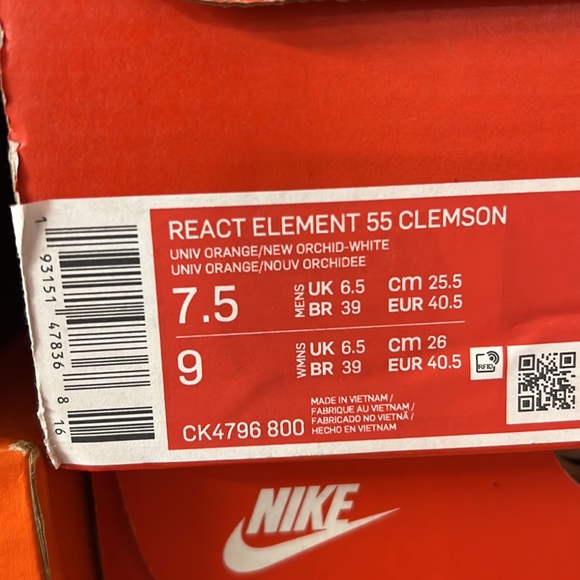 REACT ELEMENT 55 CLEMSON
UNIV ORANGE/NEW ORCHID-WHITE
UNIV ORANGE/NOUV ORCHIDEE
7.5 MENS UK 6.5 cm 25.5
BR 39 EUR 40.5
9 WMNS UK 6.5 cm 26
BR 39 EUR 40.5
RFID
MADE IN VIETNAM /
FABRIQUE AU VIETNAM /
FABRICADO NO VIETNÃ /
HECHO EN VIETNAM
CK4796 800
1 93151 47836 8 16
NIKE